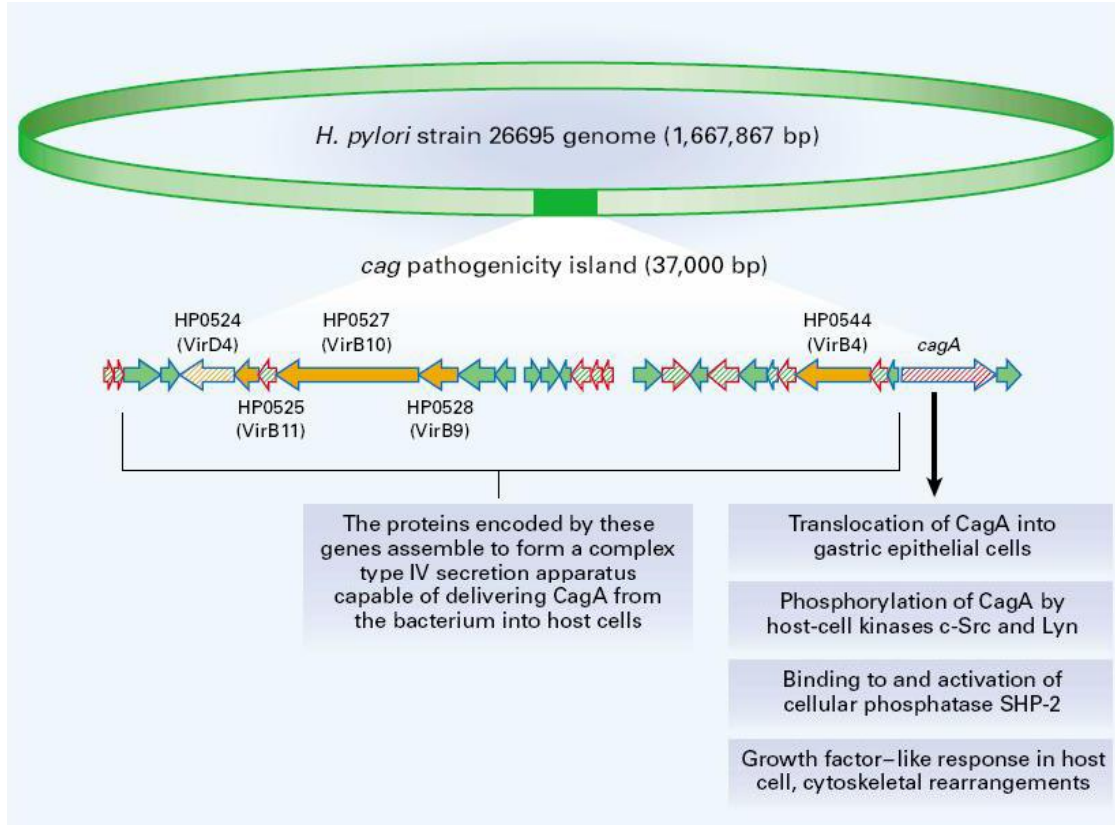 H. pylori strain 26695 genome (1,667,867 bp)
cag pathogenicity island (37,000 bp)
HP0524
(VirD4)
HP0527
(VirB10)
HP0544
(VirB4)
cagA
HP0525
(VirB11)
HP0528
(VirB9)
The proteins encoded by these
genes assemble to form a complex
type IV secretion apparatus
capable of delivering CagA from
the bacterium into host cells
Translocation of CagA into
gastric epithelial cells
Phosphorylation of CagA by
host-cell kinases c-Src and Lyn
Binding to and activation of
cellular phosphatase SHP-2
Growth factor–like response in host
cell, cytoskeletal rearrangements